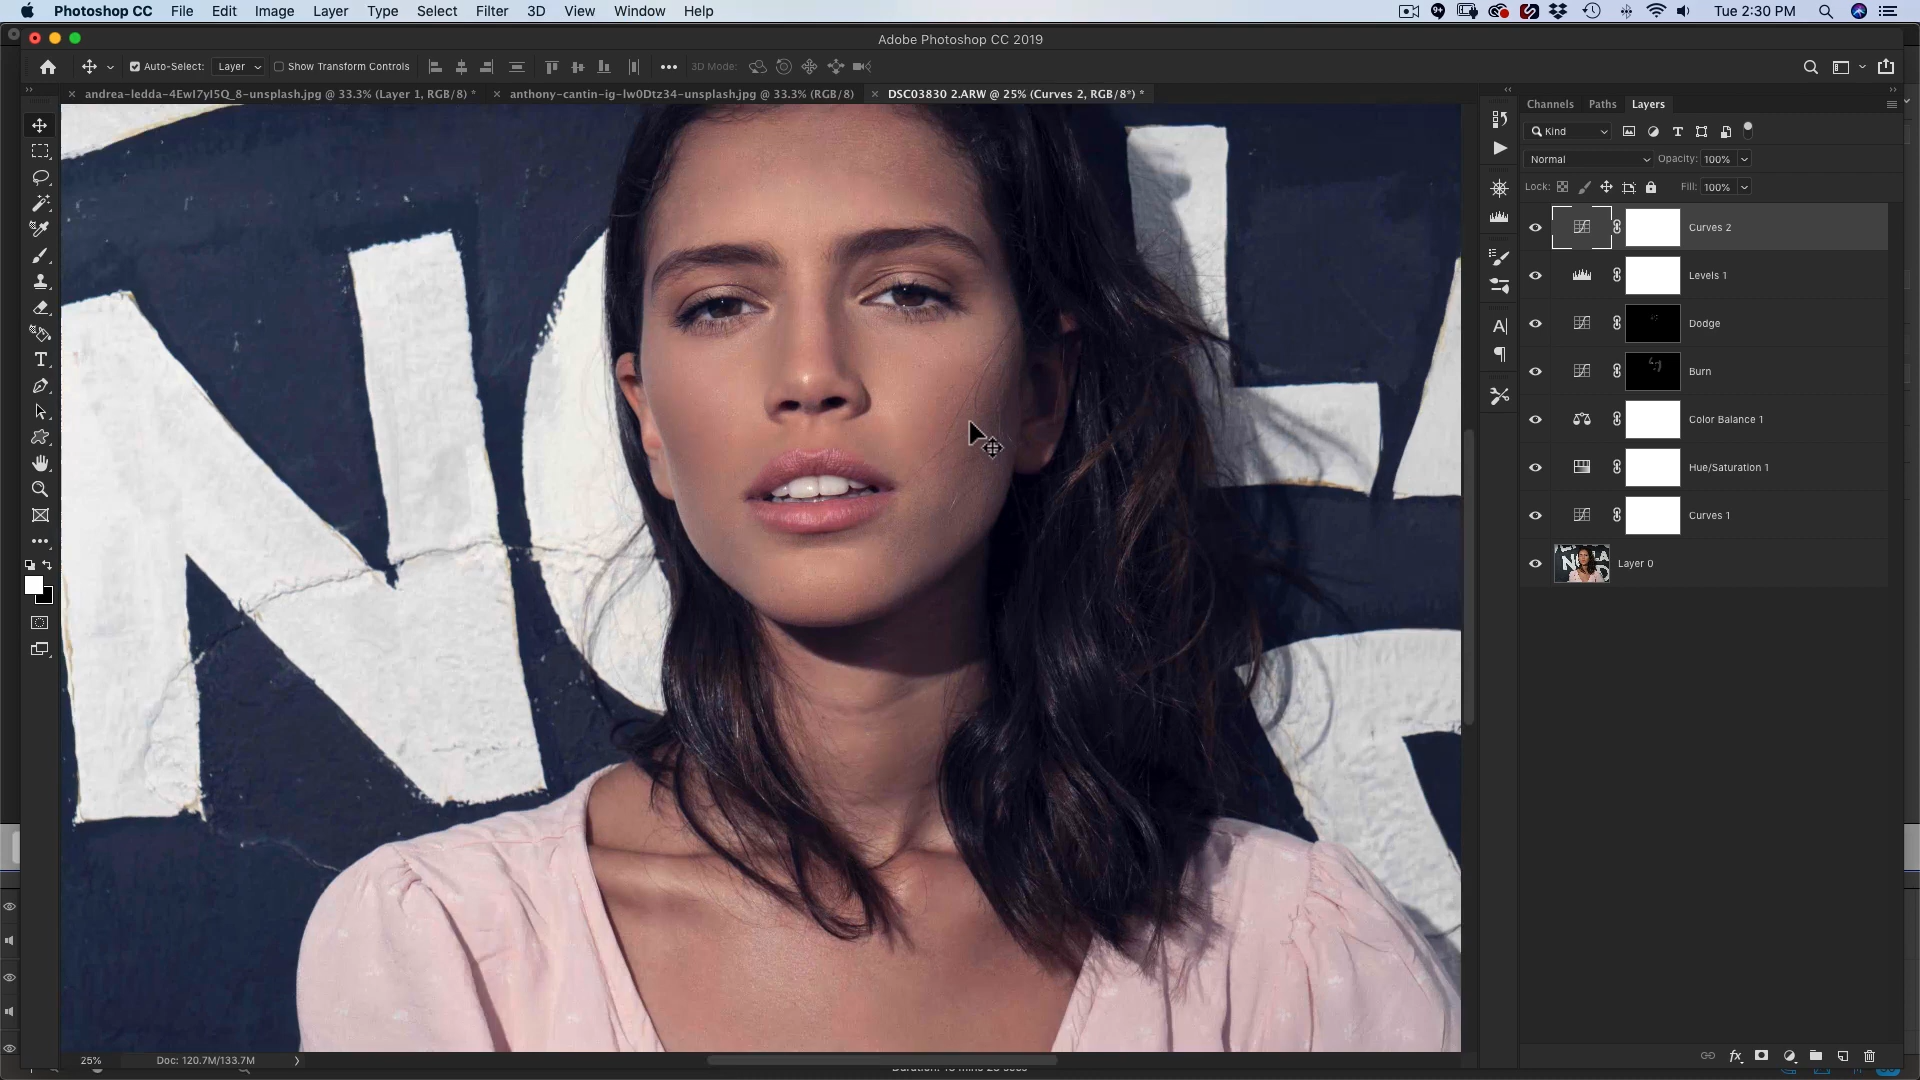 Photoshop CC File Edit Image Layer Type Select Filter 3D View Window Help Tue 2:30 PM
Adobe Photoshop CC 2019
Auto-Select: Layer Show Transform Controls 3D Mode:
andrea-ledda-4EwI7yI5Q_8-unsplash.jpg @ 33.3% (Layer 1, RGB/8) * anthony-cantin-ig-lw0Dtz34-unsplash.jpg @ 33.3% (RGB/8) DSC03830 2.ARW @ 25% (Curves 2, RGB/8*) *
Channels Paths Layers
Kind
Normal Opacity: 100%
Lock: Fill: 100%
Curves 2
Levels 1
Dodge
Burn
Color Balance 1
Hue/Saturation 1
Curves 1
Layer 0
25% Doc: 120.7M/133.7M